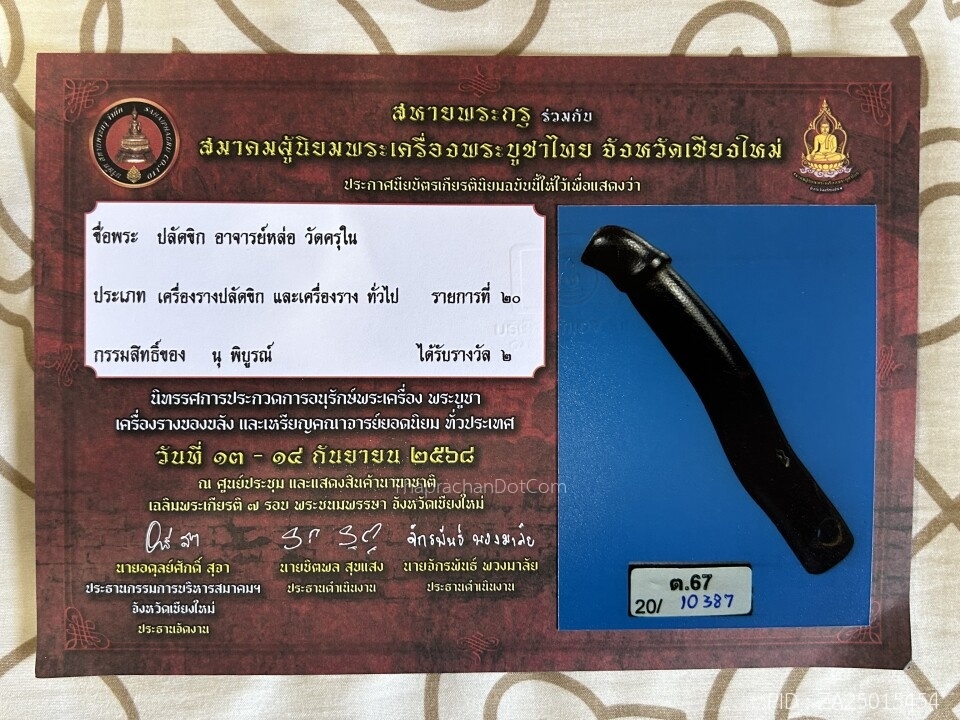 สหายพระกรุ ร่วมกับ
สมาคมผู้นิยมพระเครื่องพระบูชาไทย จังหวัดเชียงใหม่
ประกาศนียบัตรเกียรตินิยมฉบับนี้ให้ไว้เพื่อแสดงว่า
ชื่อพระ ปลัดขิก อาจารย์หล่อ วัดครุใน
ประเภท เครื่องรางปลัดขิก และเครื่องราง ทั่วไป รายการที่ ๒๐
กรรมสิทธิ์ของ นุ พิบูรณ์ ได้รับรางวัล ๒
นิทรรศการประกวดการอนุรักษ์พระเครื่อง พระบูชา
เครื่องรางของขลัง และเหรียญคณาจารย์ยอดนิยม ทั่วประเทศ
วันที่ ๑๓ - ๑๔ กันยายน ๒๕๖๘
ณ ศูนย์ประชุม และแสดงสินค้านานาชาติ
เฉลิมพระเกียรติ ๗ รอบ พระชนมพรรษา จังหวัดเชียงใหม่
จักรพันธ์ พวงมาลัย
นายอดุลย์ศักดิ์ สุจา นายชิตพล สุขแสง นายจักรพันธ์ พวงมาลัย
ประธานกรรมการบริหารสมาคมฯ ประธานดำเนินงาน ประธานดำเนินงาน
จังหวัดเชียงใหม่
ประธานจัดงาน
ต.67
20/ 10387
ThaprachanDotCom
PID : ZA25015454